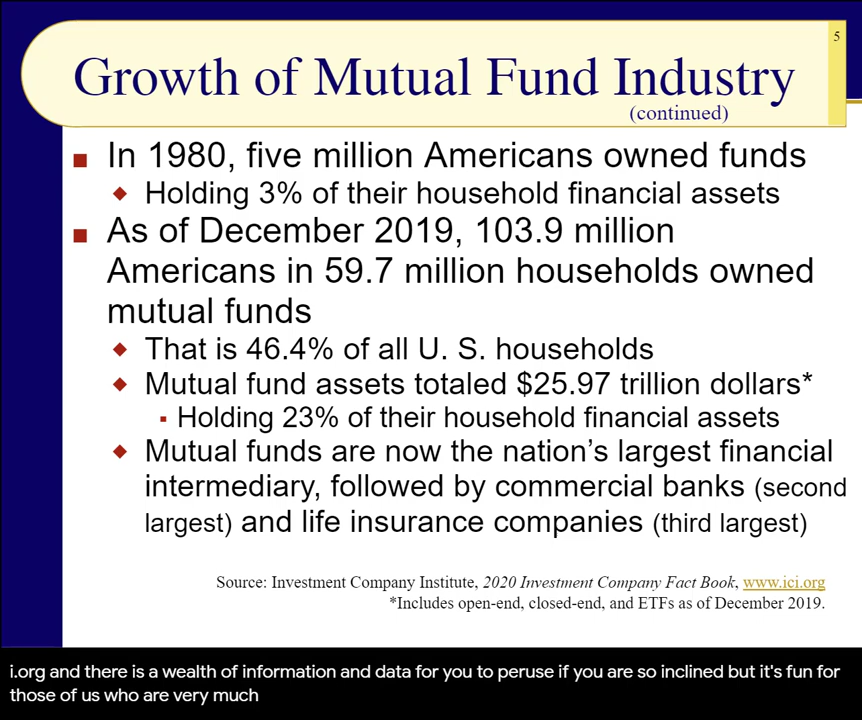 5
Growth of Mutual Fund Industry
(continued)
■ In 1980, five million Americans owned funds
◆ Holding 3% of their household financial assets
■ As of December 2019, 103.9 million
Americans in 59.7 million households owned
mutual funds
◆ That is 46.4% of all U. S. households
◆ Mutual fund assets totaled $25.97 trillion dollars*
▪ Holding 23% of their household financial assets
◆ Mutual funds are now the nation’s largest financial
intermediary, followed by commercial banks (second
largest) and life insurance companies (third largest)
Source: Investment Company Institute, 2020 Investment Company Fact Book, www.ici.org
*Includes open-end, closed-end, and ETFs as of December 2019.
i.org and there is a wealth of information and data for you to peruse if you are so inclined but it's fun for
those of us who are very much